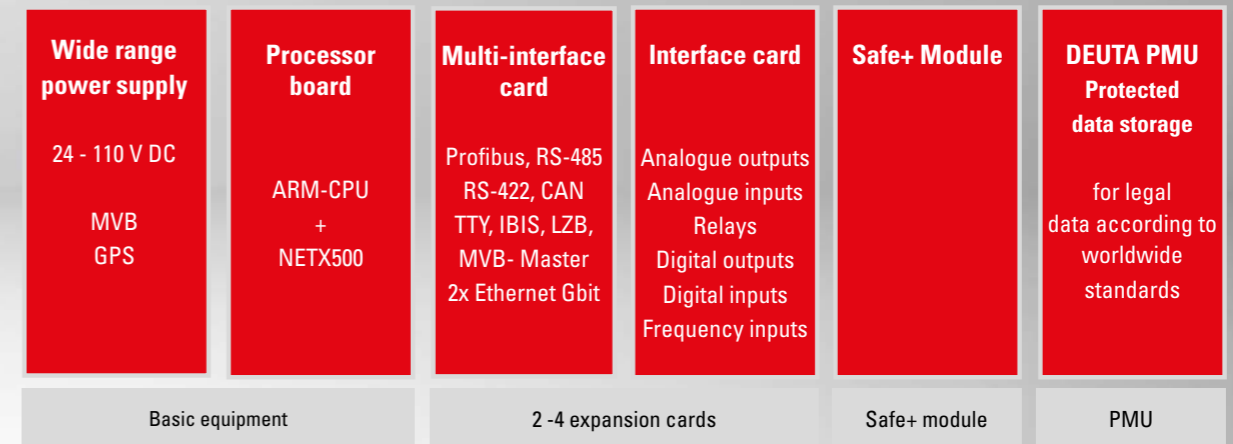 Wide range
power supply
24 - 110 V DC
MVB
GPS
Processor
board
ARM-CPU
+
NETX500
Multi-interface
card
Profibus, RS-485
RS-422, CAN
TTY, IBIS, LZB,
MVB- Master
2x Ethernet Gbit
Interface card
Analogue outputs
Analogue inputs
Relays
Digital outputs
Digital inputs
Frequency inputs
Safe+ Module
DEUTA PMU
Protected
data storage
for legal
data according to
worldwide
standards
Basic equipment
2 -4 expansion cards
Safe+ module
PMU